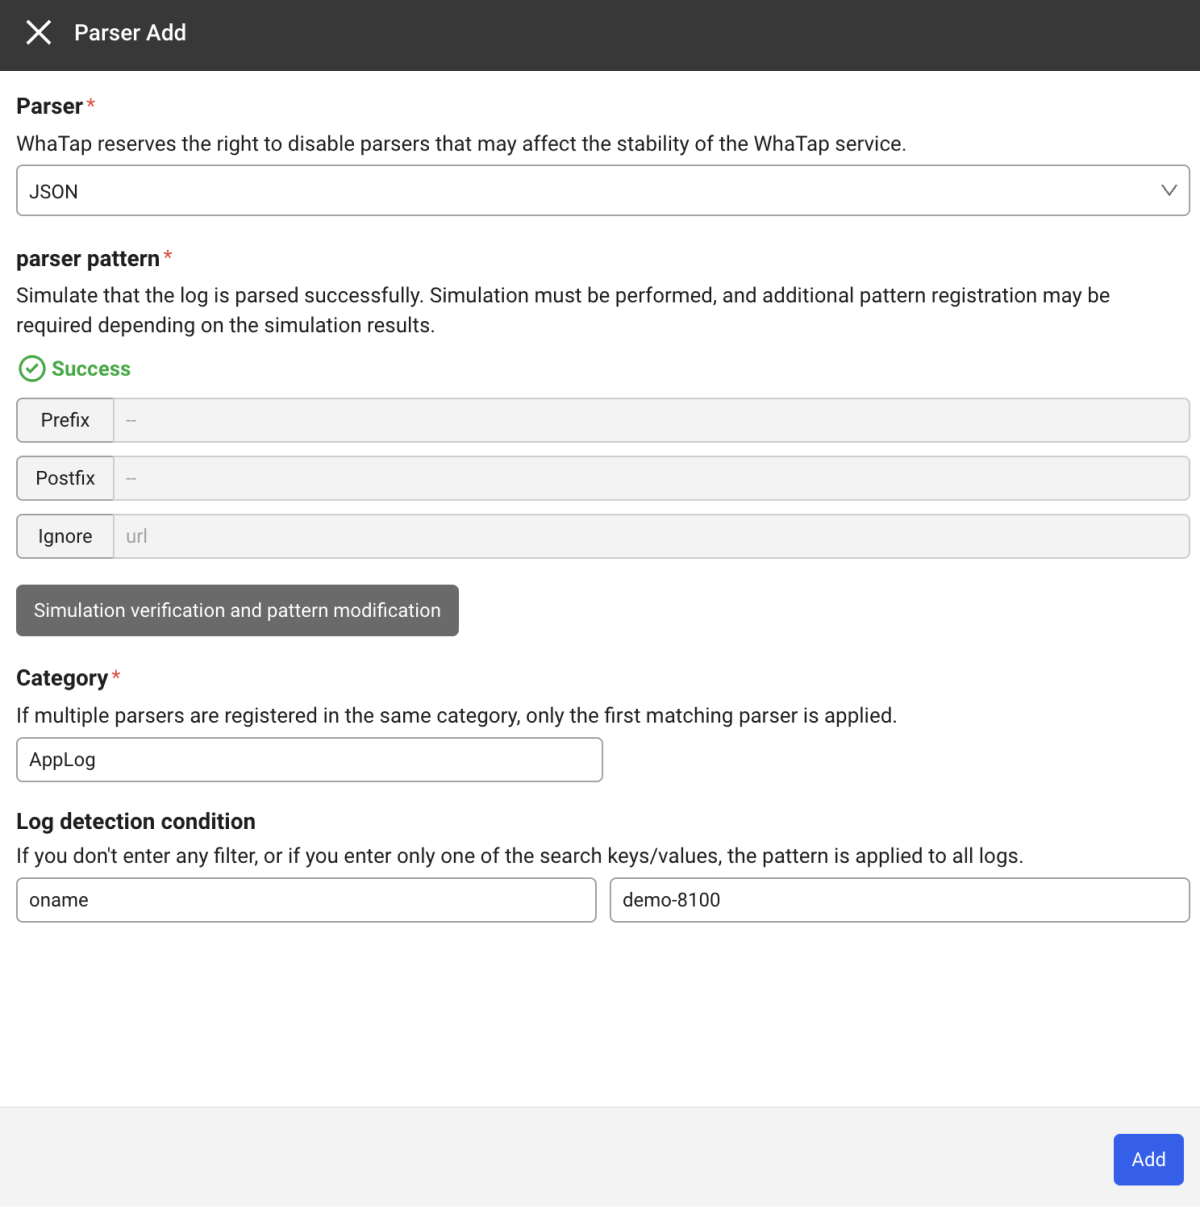 Parser Add
Parser *
WhaTap reserves the right to disable parsers that may affect the stability of the WhaTap service.
JSON
parser pattern *
Simulate that the log is parsed successfully. Simulation must be performed, and additional pattern registration may be
required depending on the simulation results.
Success
Prefix --
Postfix --
Ignore url
Simulation verification and pattern modification
Category *
If multiple parsers are registered in the same category, only the first matching parser is applied.
AppLog
Log detection condition
If you don't enter any filter, or if you enter only one of the search keys/values, the pattern is applied to all logs.
oname demo-8100
Add